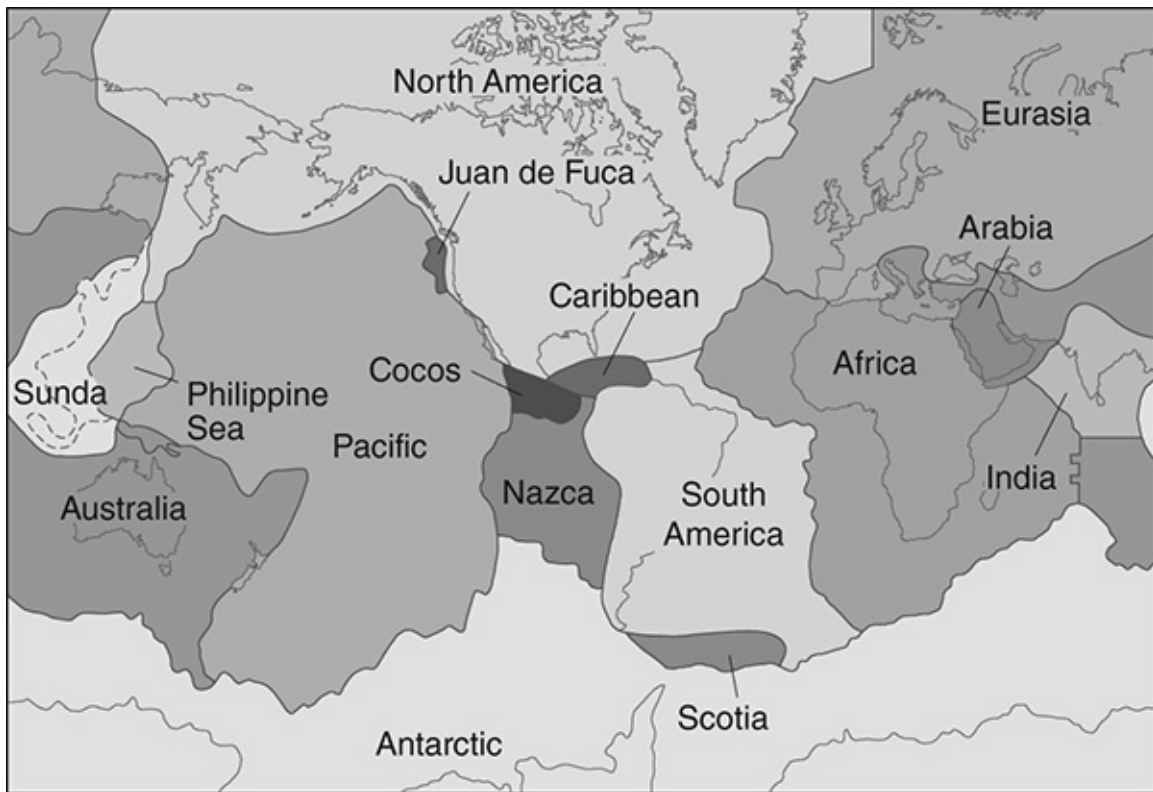 North America
Eurasia
Juan de Fuca
Arabia
Caribbean
Cocos
Africa
Sunda
Philippine
Sea
Pacific
India
Nazca
South
America
Australia
Scotia
Antarctic